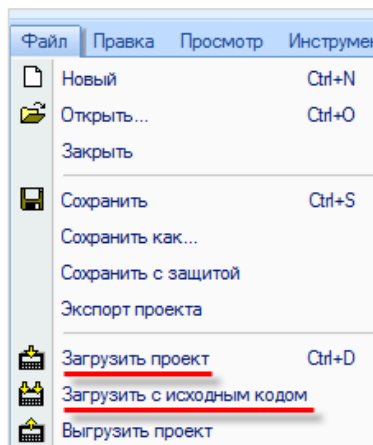 Файл Правка Просмотр Инструмен
Новый Ctrl+N
Открыть... Ctrl+O
Закрыть
Сохранить Ctrl+S
Сохранить как...
Сохранить с защитой
Экспорт проекта
Загрузить проект Ctrl+D
Загрузить с исходным кодом
Выгрузить проект